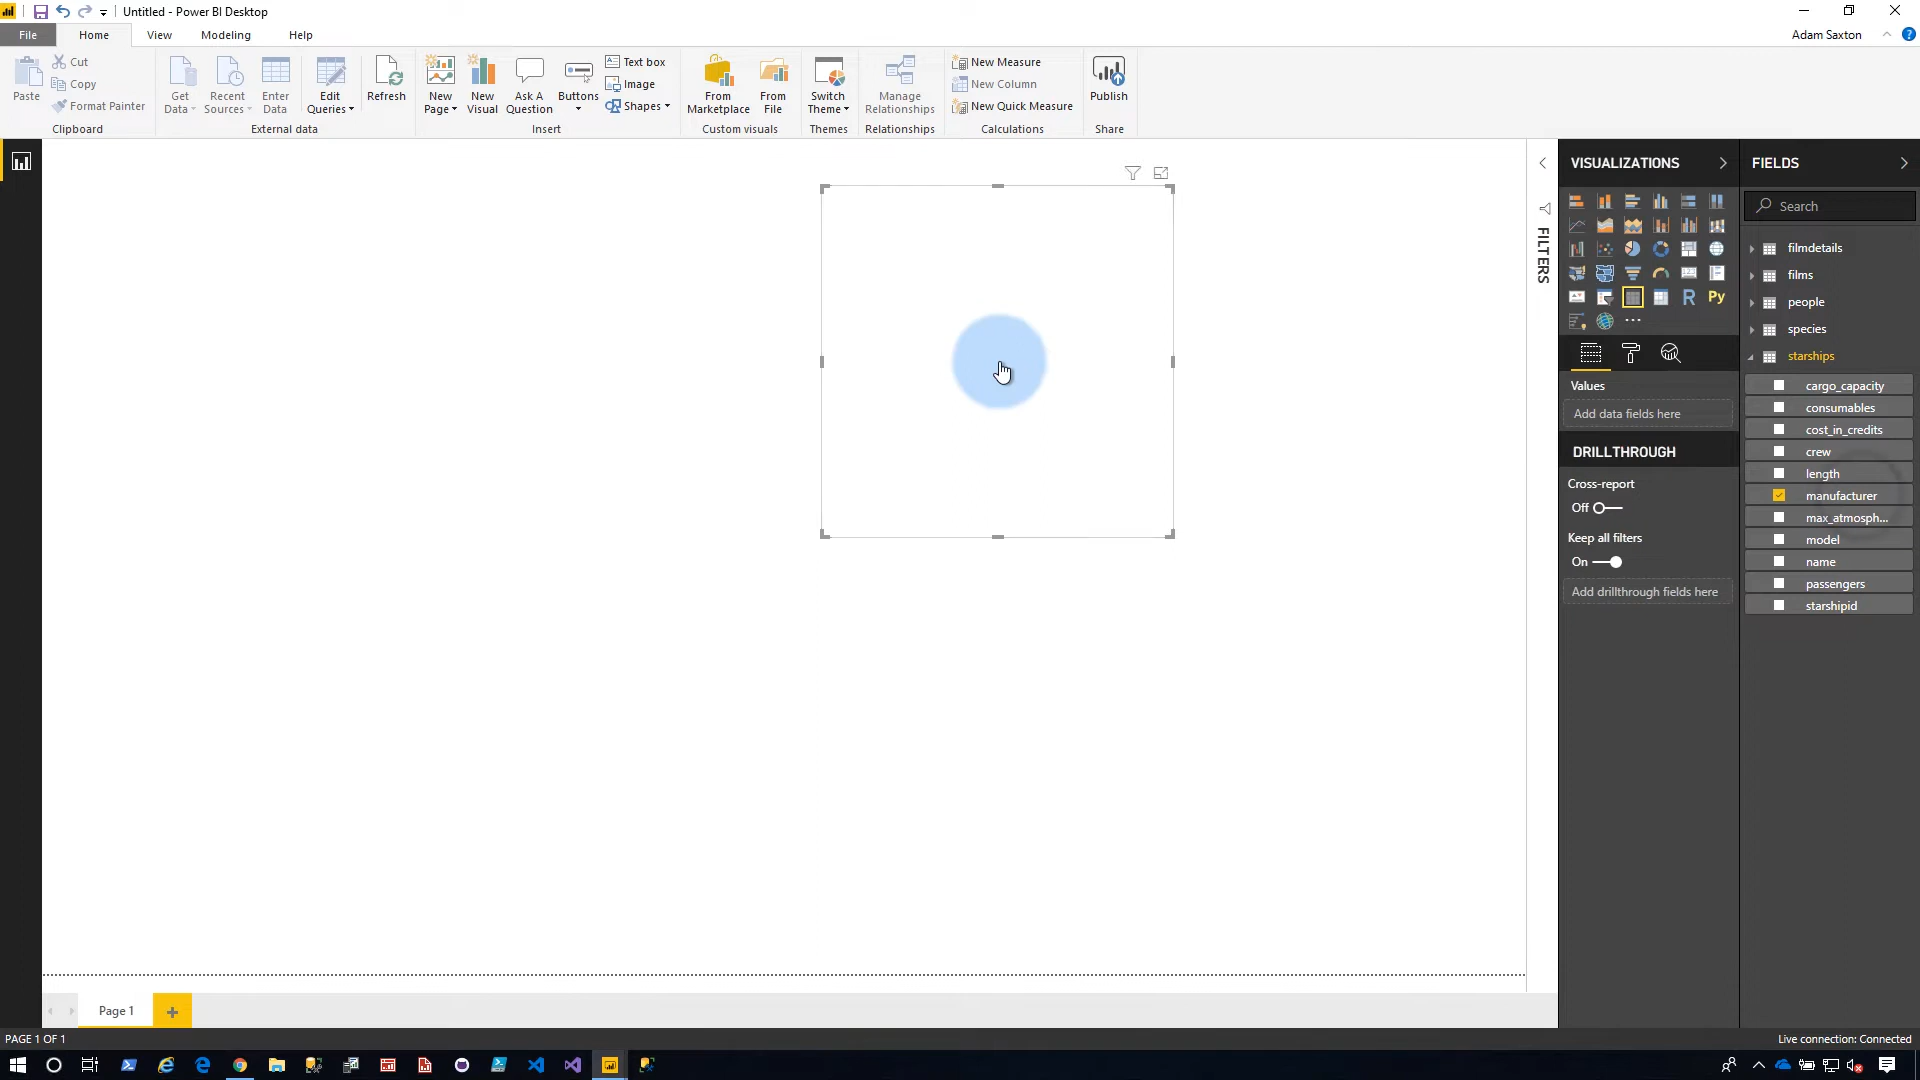 Untitled - Power BI Desktop
File
Home
View
Modeling
Help
Adam Saxton
Paste
Cut
Copy
Format Painter
Clipboard
Get Data
Recent Sources
Enter Data
Edit Queries
External data
Refresh
New Page
New Visual
Ask A Question
Buttons
Text box
Image
Shapes
Insert
From Marketplace
From File
Custom visuals
Switch Theme
Themes
Manage Relationships
Relationships
New Measure
New Column
New Quick Measure
Calculations
Publish
Share
FILTERS
VISUALIZATIONS
R
Py
Values
Add data fields here
DRILLTHROUGH
Cross-report
Off
Keep all filters
On
Add drillthrough fields here
FIELDS
Search
filmdetails
films
people
species
starships
cargo_capacity
consumables
cost_in_credits
crew
length
manufacturer
max_atmosph...
model
name
passengers
starshipid
Page 1
PAGE 1 OF 1
Live connection: Connected